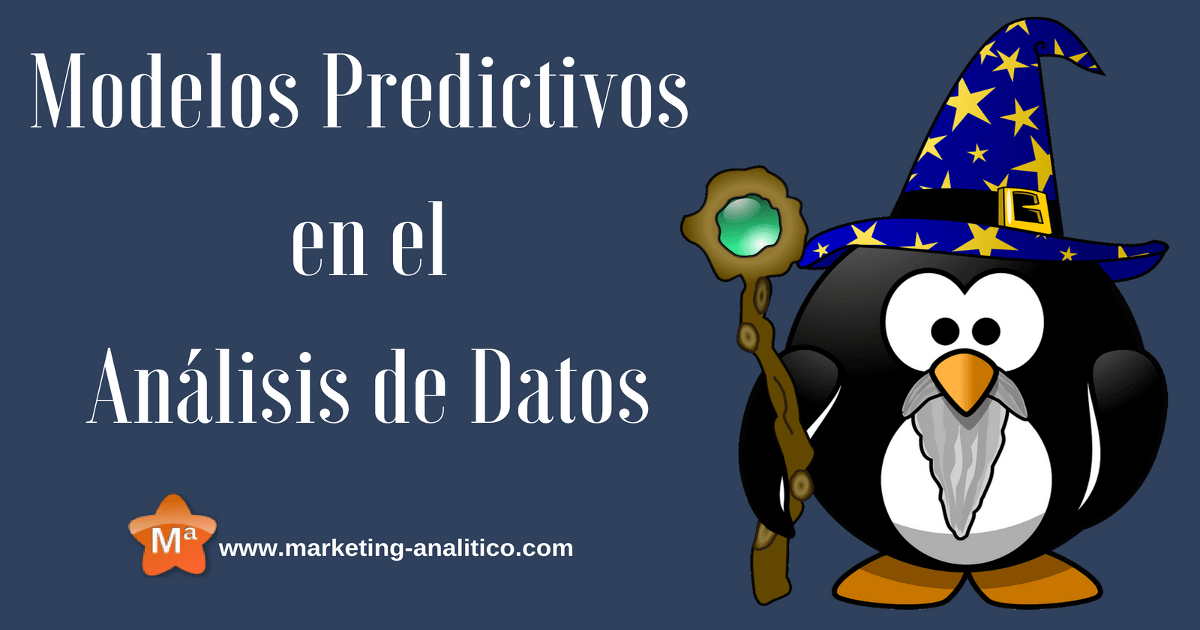 Modelos Predictivos
en el
Análisis de Datos
Mª
www.marketing-analitico.com